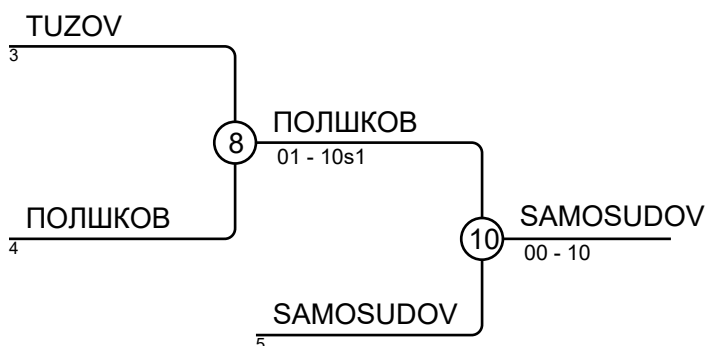 TUZOV
3
8
ПОЛШКОВ
01 - 10s1
ПОЛШКОВ
4
10
SAMOSUDOV
00 - 10
SAMOSUDOV
5